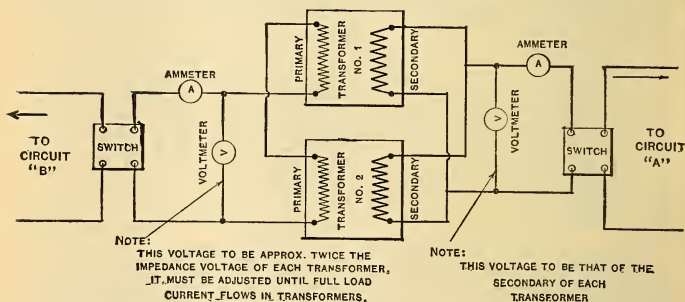 AMMETER
A
PRIMARY
TRANSFORMER
NO. 1
SECONDARY
AMMETER
A
TO
CIRCUIT
"B"
SWITCH
VOLTMETER
V
V
VOLTMETER
SWITCH
TO
CIRCUIT
"A"
PRIMARY
TRANSFORMER
NO. 2
SECONDARY
NOTE:
THIS VOLTAGE TO BE APPROX. TWICE THE
IMPEDANCE VOLTAGE OF EACH TRANSFORMER,
IT MUST BE ADJUSTED UNTIL FULL LOAD
CURRENT FLOWS IN TRANSFORMERS.
NOTE:
THIS VOLTAGE TO BE THAT OF THE
SECONDARY OF EACH
TRANSFORMER